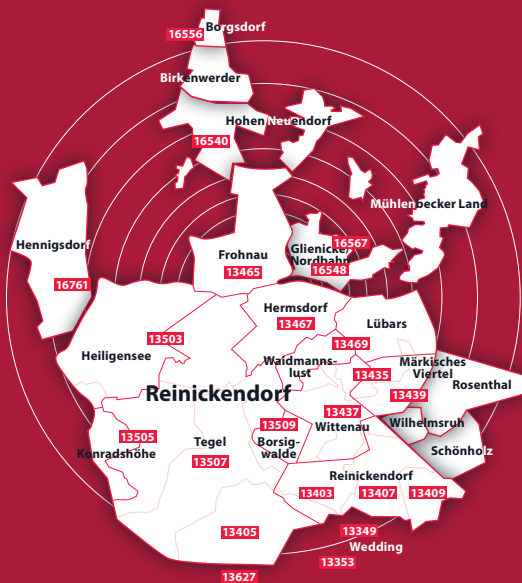 Borgsdorf
16556
Birkenwerder
Hohen Neuendorf
16540
Mühlenbecker Land
Hennigsdorf
16567
Glienicke/
Nordbahn
Frohnau
16548
13465
16761
Hermsdorf
13467
Lübars
13503
13469
Heiligensee
Waidmanns-
lust
Märkisches
Viertel
13435
Rosenthal
Reinickendorf
13439
13437
13509
Wilhelmsruh
Wittenau
13505
Tegel
Borsig-
walde
Konradshöhe
Schönholz
13507
Reinickendorf
13403
13407
13409
13405
13349
Wedding
13353
13627